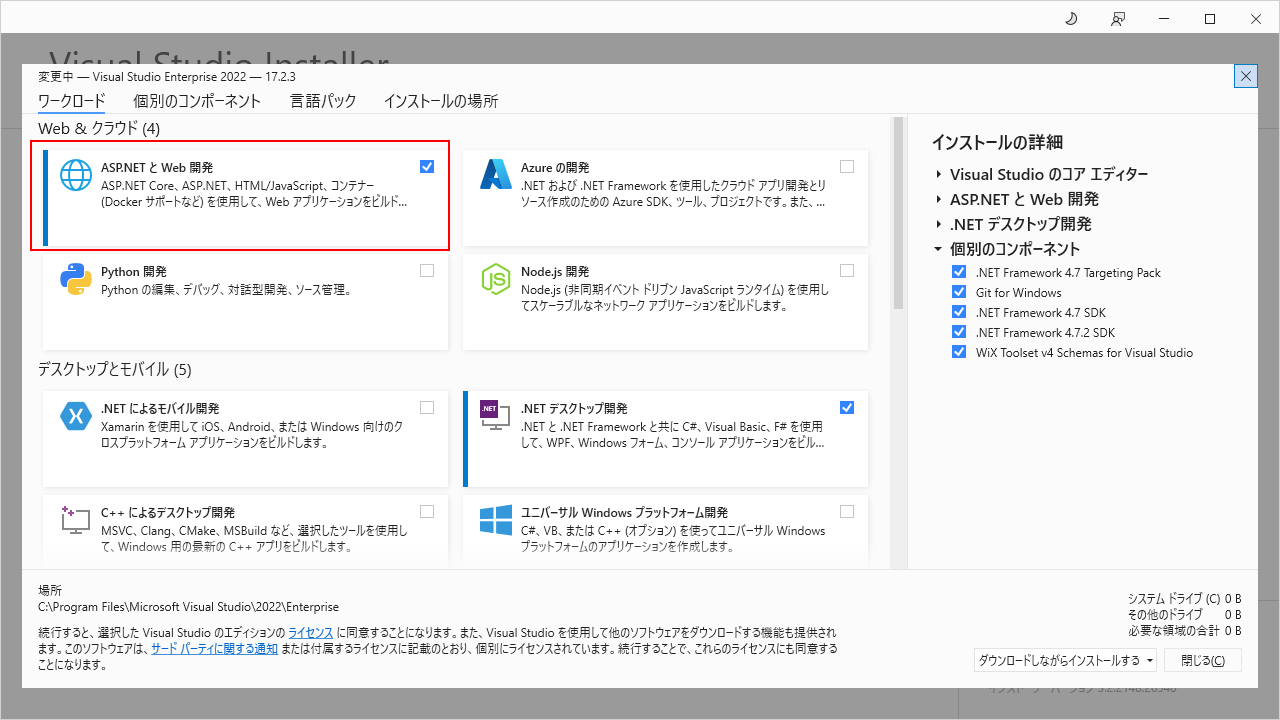 Visual Studio Installer
変更中 — Visual Studio Enterprise 2022 — 17.2.3
ワークロード 個別のコンポーネント 言語パック インストールの場所
Web & クラウド (4)
ASP.NET と Web 開発
ASP.NET Core、ASP.NET、HTML/JavaScript、コンテナー
(Docker サポートなど) を使用して、Web アプリケーションをビルド...
Azure の開発
.NET および .NET Framework を使用したクラウド アプリ開発とリ
ソース作成のための Azure SDK、ツール、プロジェクトです。また、...
Python 開発
Python の編集、デバッグ、対話型開発、ソース管理。
JS
Node.js 開発
Node.js (非同期イベント ドリブン JavaScript ランタイム) を使用し
てスケーラブルなネットワーク アプリケーションをビルドします。
デスクトップとモバイル (5)
.NET によるモバイル開発
Xamarin を使用して iOS、Android、または Windows 向けのク
ロスプラットフォーム アプリケーションをビルドします。
.NET
.NET デスクトップ開発
.NET と .NET Framework と共に C#、Visual Basic、F# を使用
して、WPF、Windows フォーム、コンソール アプリケーションをビル...
C++ によるデスクトップ開発
MSVC、Clang、CMake、MSBuild など、選択したツールを使用し
て、Windows 用の最新の C++ アプリをビルドします。
ユニバーサル Windows プラットフォーム開発
C#、VB、または C++ (オプション) を使ってユニバーサル Windows
プラットフォームのアプリケーションを作成します。
インストールの詳細
Visual Studio のコア エディター
ASP.NET と Web 開発
.NET デスクトップ開発
個別のコンポーネント
.NET Framework 4.7 Targeting Pack
Git for Windows
.NET Framework 4.7 SDK
.NET Framework 4.7.2 SDK
WiX Toolset v4 Schemas for Visual Studio
場所
C:\Program Files\Microsoft Visual Studio\2022\Enterprise
続行すると、選択した Visual Studio のエディションの ライセンス に同意することになります。また、Visual Studio を使用して他のソフトウェアをダウンロードする機能も提供されま
す。このソフトウェアは、サード パーティに関する通知 または付属するライセンスに記載のとおり、個別にライセンスされています。続行することで、これらのライセンスにも同意する
ことになります。
システム ドライブ (C) 0 B
その他のドライブ 0 B
必要な領域の合計 0 B
ダウンロードしながらインストールする 閉じる(C)